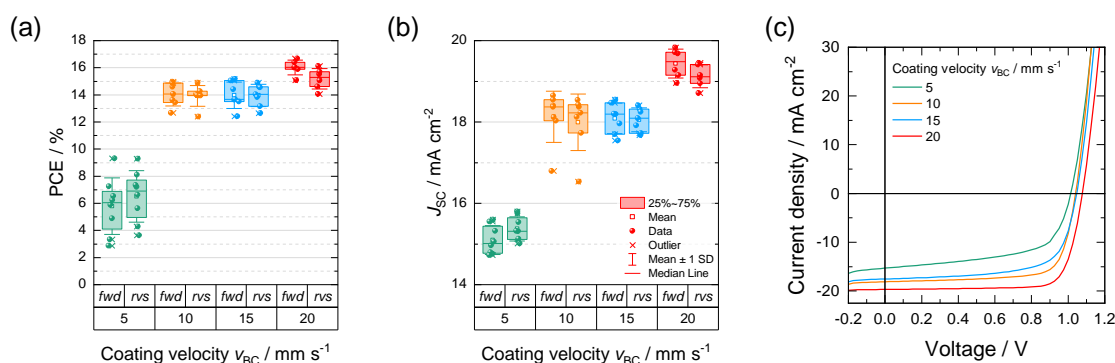 (a)
18
16
14
12
10
8
6
4
2
0
PCE / %
fwd rvs fwd rvs fwd rvs fwd rvs
5 10 15 20
Coating velocity vBC / mm s-1
(b)
20
18
16
14
JSC / mA cm-2
25%~75%
Mean
Data
Outlier
Mean ± 1 SD
Median Line
fwd rvs fwd rvs fwd rvs fwd rvs
5 10 15 20
Coating velocity vBC / mm s-1
(c)
30
20
10
0
-10
-20
Current density / mA cm-2
Coating velocity vBC / mm s-1
5
10
15
20
-0.2 0.0 0.2 0.4 0.6 0.8 1.0 1.2
Voltage / V